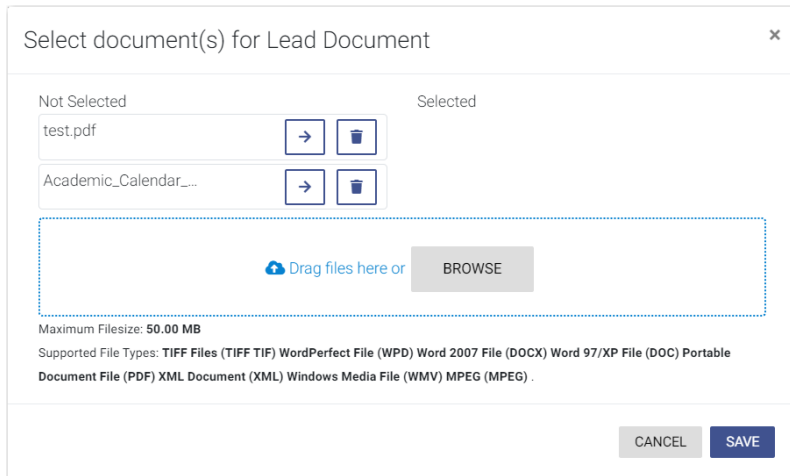 Select document(s) for Lead Document
×
Not Selected
Selected
test.pdf
Academic_Calendar_...
Drag files here or
BROWSE
Maximum Filesize: 50.00 MB
Supported File Types: TIFF Files (TIFF TIF) WordPerfect File (WPD) Word 2007 File (DOCX) Word 97/XP File (DOC) Portable
Document File (PDF) XML Document (XML) Windows Media File (WMV) MPEG (MPEG) .
CANCEL
SAVE